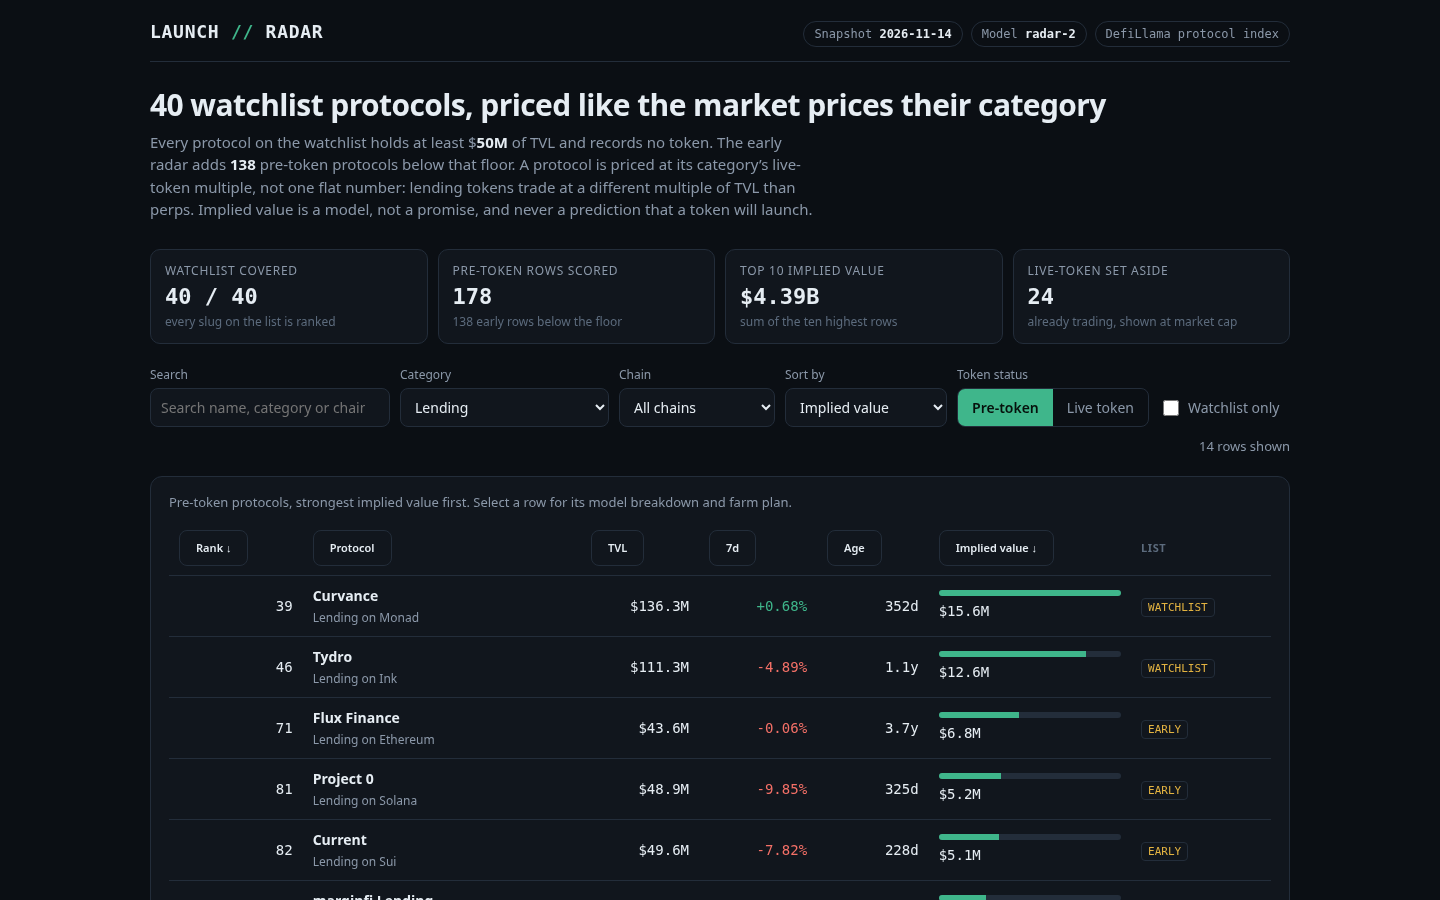 LAUNCH // RADAR
Snapshot 2026-11-14
Model radar-2
DefiLlama protocol index
40 watchlist protocols, priced like the market prices their category
Every protocol on the watchlist holds at least $50M of TVL and records no token. The early
radar adds 138 pre-token protocols below that floor. A protocol is priced at its category's live-
token multiple, not one flat number: lending tokens trade at a different multiple of TVL than
perps. Implied value is a model, not a promise, and never a prediction that a token will launch.
WATCHLIST COVERED
40 / 40
every slug on the list is ranked
PRE-TOKEN ROWS SCORED
178
138 early rows below the floor
TOP 10 IMPLIED VALUE
$4.39B
sum of the ten highest rows
LIVE-TOKEN SET ASIDE
24
already trading, shown at market cap
Search
Category
Chain
Sort by
Token status
Search name, category or chain
Lending
All chains
Implied value
Pre-token
Live token
Watchlist only
14 rows shown
Pre-token protocols, strongest implied value first. Select a row for its model breakdown and farm plan.
Rank ↓
Protocol
TVL
7d
Age
Implied value ↓
LIST
39
Curvance
Lending on Monad
$136.3M
+0.68%
352d
$15.6M
WATCHLIST
46
Tydro
Lending on Ink
$111.3M
-4.89%
1.1y
$12.6M
WATCHLIST
71
Flux Finance
Lending on Ethereum
$43.6M
-0.06%
3.7y
$6.8M
EARLY
81
Project 0
Lending on Solana
$48.9M
-9.85%
325d
$5.2M
EARLY
82
Current
Lending on Sui
$49.6M
-7.82%
228d
$5.1M
EARLY
marginfi Lending